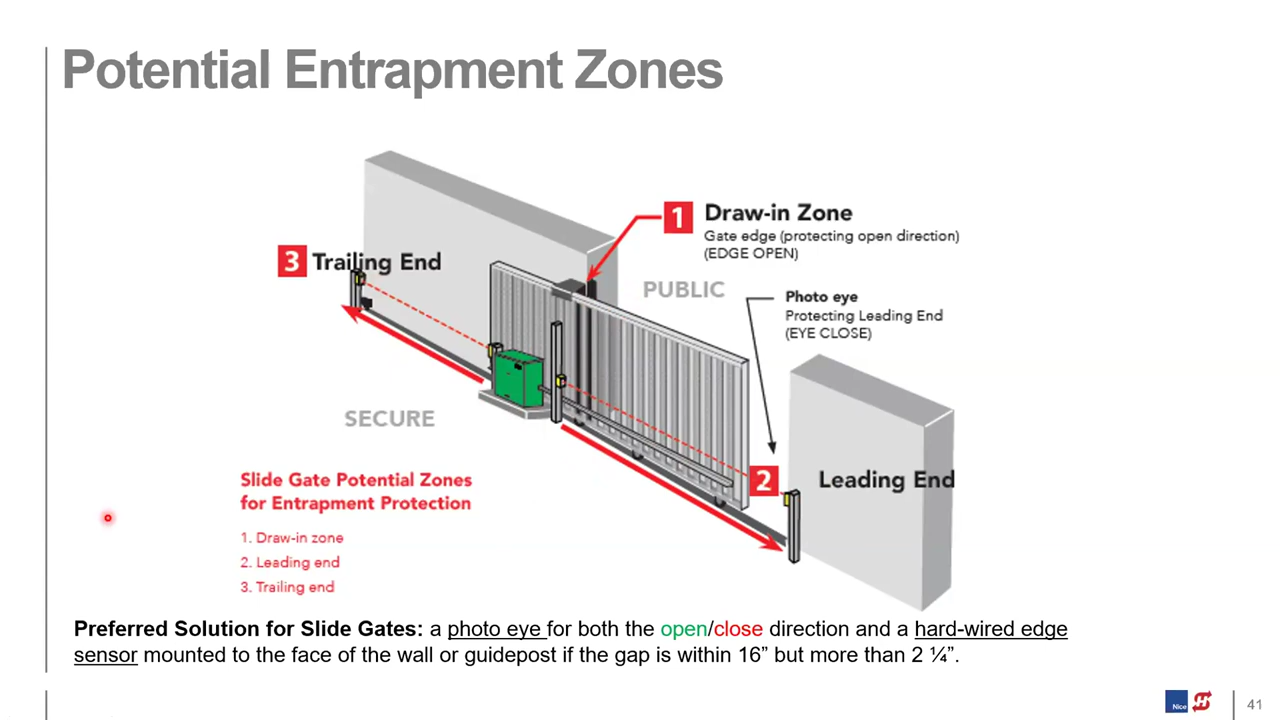 Potential Entrapment Zones
1 Draw-in Zone
Gate edge (protecting open direction)
(EDGE OPEN)
3 Trailing End
PUBLIC
Photo eye
Protecting Leading End
(EYE CLOSE)
SECURE
2 Leading End
Slide Gate Potential Zones
for Entrapment Protection
1. Draw-in zone
2. Leading end
3. Trailing end
Preferred Solution for Slide Gates: a photo eye for both the open/close direction and a hard-wired edge
sensor mounted to the face of the wall or guidepost if the gap is within 16” but more than 2 ¼”.
Nice H
41